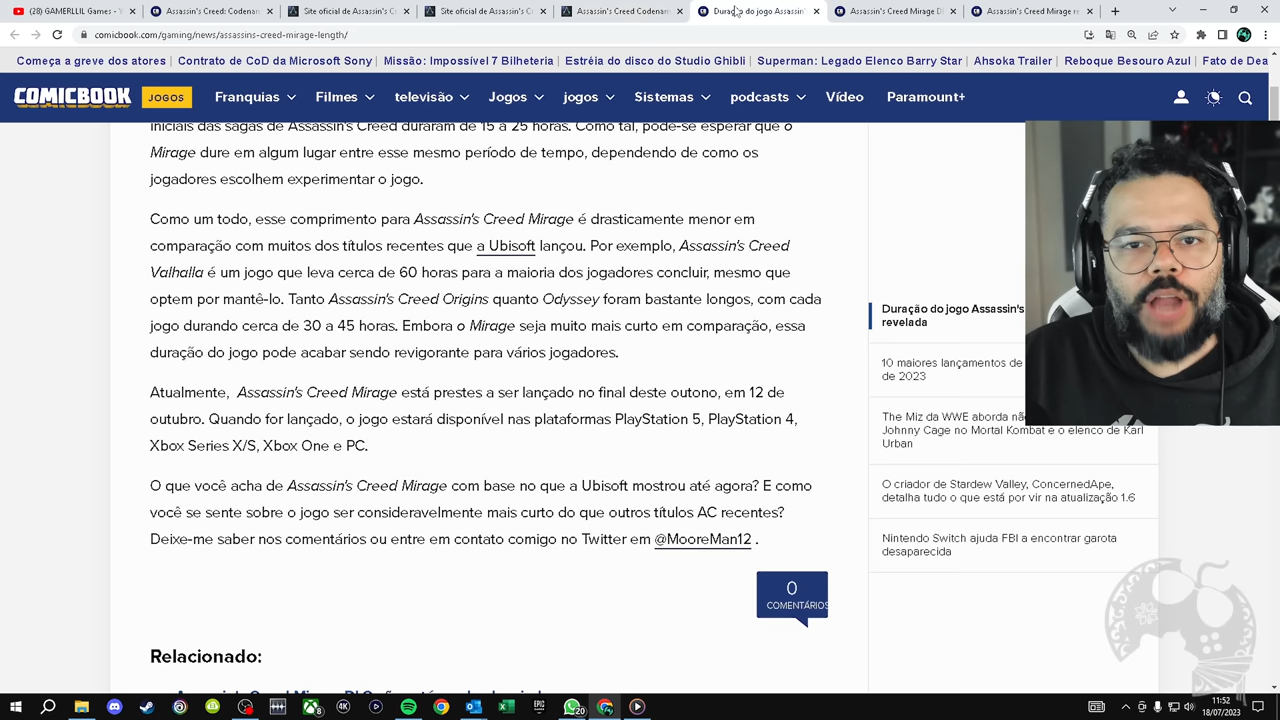 (28) GAMERLLIL Games - Y
Assassin's Creed: Codenam
Site oficial de Assassin's C
Site oficial de Assassin's C
Assassin's Creed Codenam
Duração do jogo Assassin'
Assassin's Creed Mirage D
Assassin's Creed Mirage re
comicbook.com/gaming/news/assassins-creed-mirage-length/
Começa a greve dos atores | Contrato de CoD da Microsoft Sony | Missão: Impossível 7 Bilheteria | Estréia do disco do Studio Ghibli | Superman: Legado Elenco Barry Star | Ahsoka Trailer | Reboque Besouro Azul | Fato de Dea
COMICBOOK JOGOS Franquias Filmes televisão Jogos jogos Sistemas podcasts Vídeo Paramount+
iniciais das sagas de Assassin's Creed duraram de 15 a 25 horas. Como tal, pode-se esperar que o
Mirage dure em algum lugar entre esse mesmo período de tempo, dependendo de como os
jogadores escolhem experimentar o jogo.
Como um todo, esse comprimento para Assassin's Creed Mirage é drasticamente menor em
comparação com muitos dos títulos recentes que a Ubisoft lançou. Por exemplo, Assassin's Creed
Valhalla é um jogo que leva cerca de 60 horas para a maioria dos jogadores concluir, mesmo que
optem por mantê-lo. Tanto Assassin's Creed Origins quanto Odyssey foram bastante longos, com cada
jogo durando cerca de 30 a 45 horas. Embora o Mirage seja muito mais curto em comparação, essa
duração do jogo pode acabar sendo revigorante para vários jogadores.
Atualmente, Assassin's Creed Mirage está prestes a ser lançado no final deste outono, em 12 de
outubro. Quando for lançado, o jogo estará disponível nas plataformas PlayStation 5, PlayStation 4,
Xbox Series X/S, Xbox One e PC.
O que você acha de Assassin's Creed Mirage com base no que a Ubisoft mostrou até agora? E como
você se sente sobre o jogo ser consideravelmente mais curto do que outros títulos AC recentes?
Deixe-me saber nos comentários ou entre em contato comigo no Twitter em @MooreMan12 .
0
COMENTÁRIOS
Relacionado:
Duração do jogo Assassin's
revelada
10 maiores lançamentos de
de 2023
The Miz da WWE aborda
Johnny Cage no Mortal Kombat e o elenco de Karl
Urban
O criador de Stardew Valley, ConcernedApe,
detalha tudo o que está por vir na atualização 1.6
Nintendo Switch ajuda FBI a encontrar garota
desaparecida
8
4K
EPIC
20
11:52
18/07/2023